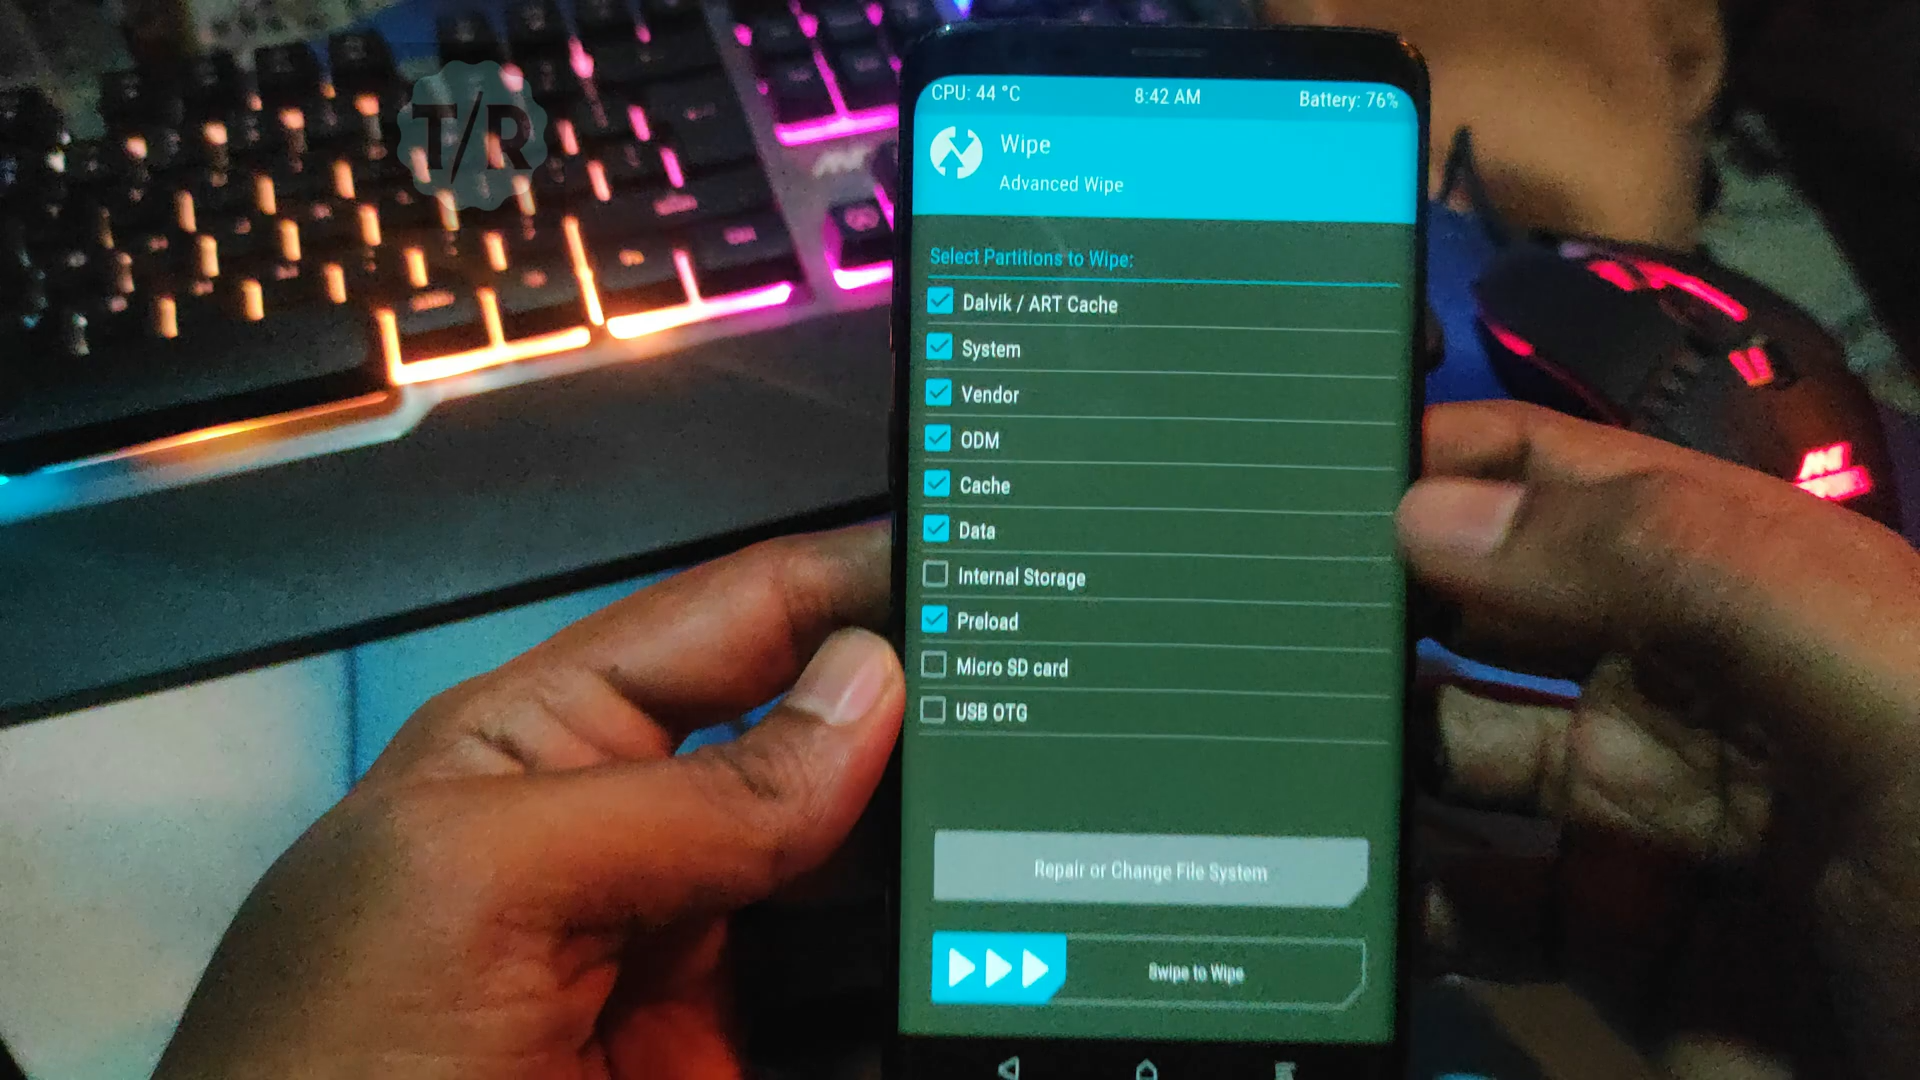 T/R
CPU: 44 °C
8:42 AM
Battery: 76%
Wipe
Advanced Wipe
Select Partitions to Wipe:
Dalvik / ART Cache
System
Vendor
ODM
Cache
Data
Internal Storage
Preload
Micro SD card
USB OTG
Repair or Change File System
Swipe to Wipe